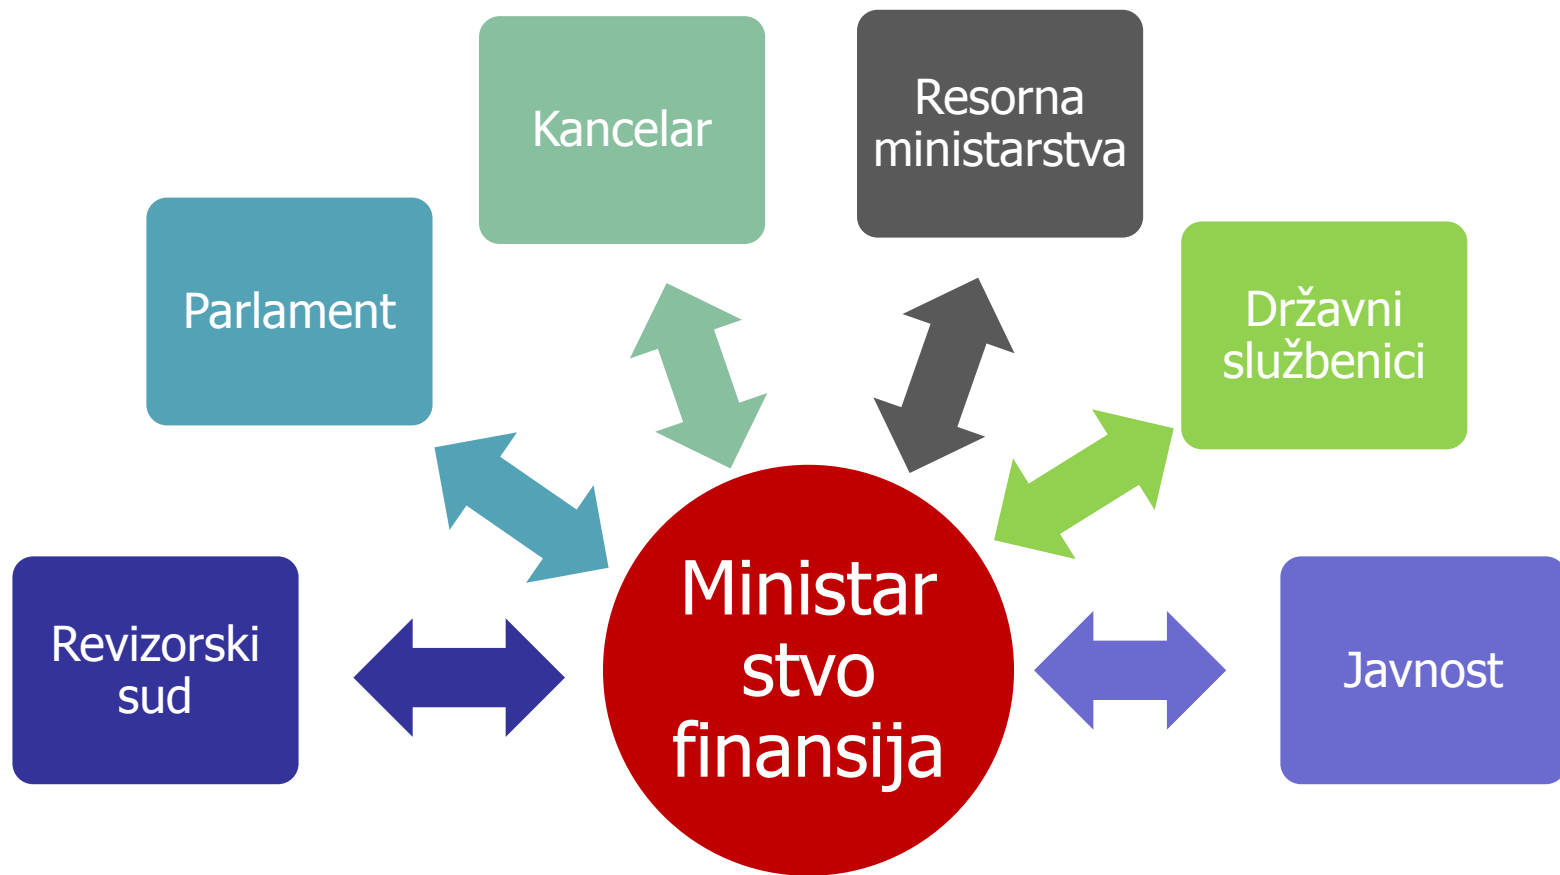 Kancelar
Resorna
ministarstva
Parlament
Državni
službenici
Revizorski
sud
Ministar
stvo
finansija
Javnost